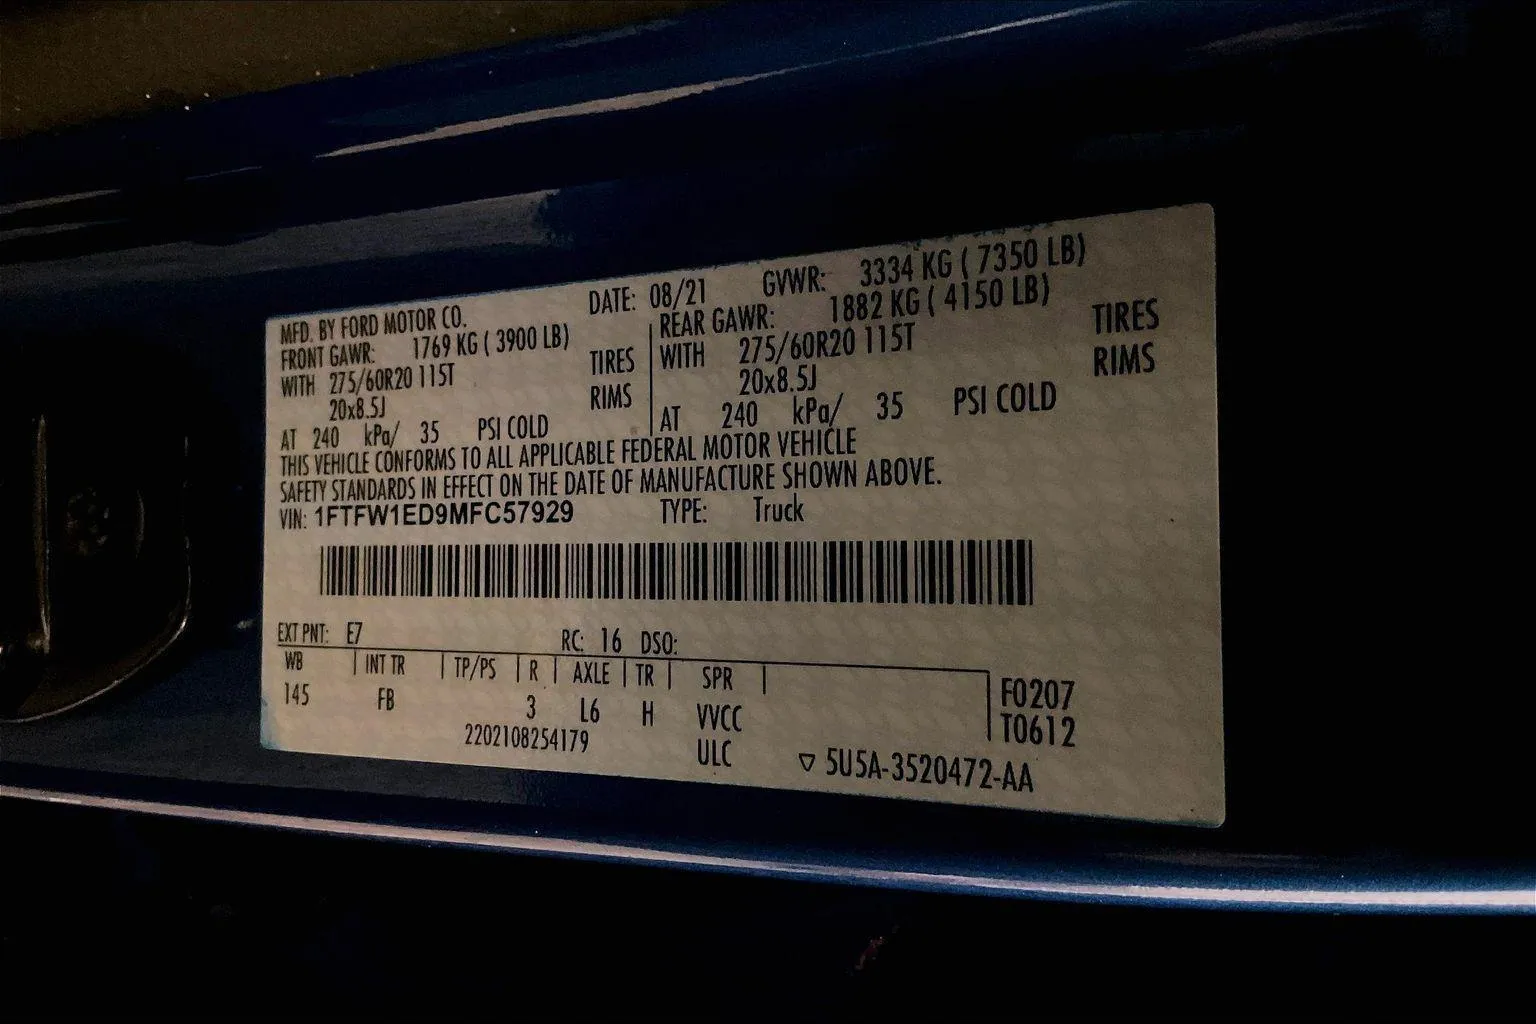 MFD. BY FORD MOTOR CO. DATE: 08/21 GVWR: 3334 KG ( 7350 LB)
FRONT GAWR: 1769 KG ( 3900 LB) REAR GAWR: 1882 KG ( 4150 LB)
WITH 275/60R20 115T TIRES WITH 275/60R20 115T TIRES
20x8.5J RIMS 20x8.5J RIMS
AT 240 kPa/ 35 PSI COLD AT 240 kPa/ 35 PSI COLD
THIS VEHICLE CONFORMS TO ALL APPLICABLE FEDERAL MOTOR VEHICLE
SAFETY STANDARDS IN EFFECT ON THE DATE OF MANUFACTURE SHOWN ABOVE.
VIN: 1FTFW1ED9MFC57929 TYPE: Truck
EXT PNT: E7 RC: 16 DSO:
WB INT TR TP/PS R AXLE TR SPR
145 FB 3 L6 H VVCC F0207
ULC T0612
2202108254179 ▽ 5U5A-3520472-AA